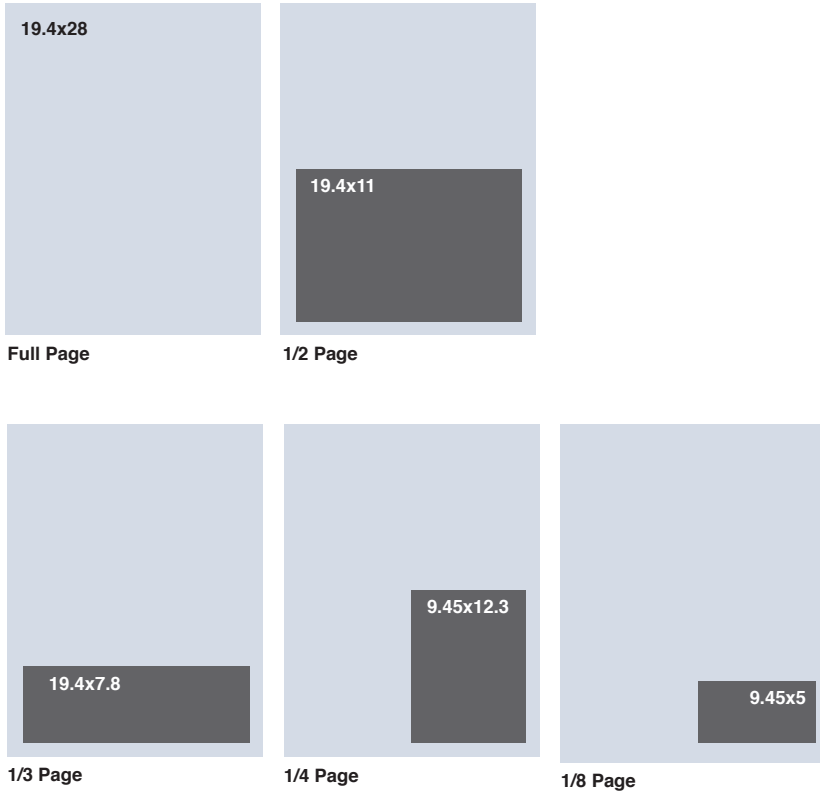 19.4x28
19.4x11
Full Page
1/2 Page
19.4x7.8
9.45x12.3
9.45x5
1/3 Page
1/4 Page
1/8 Page